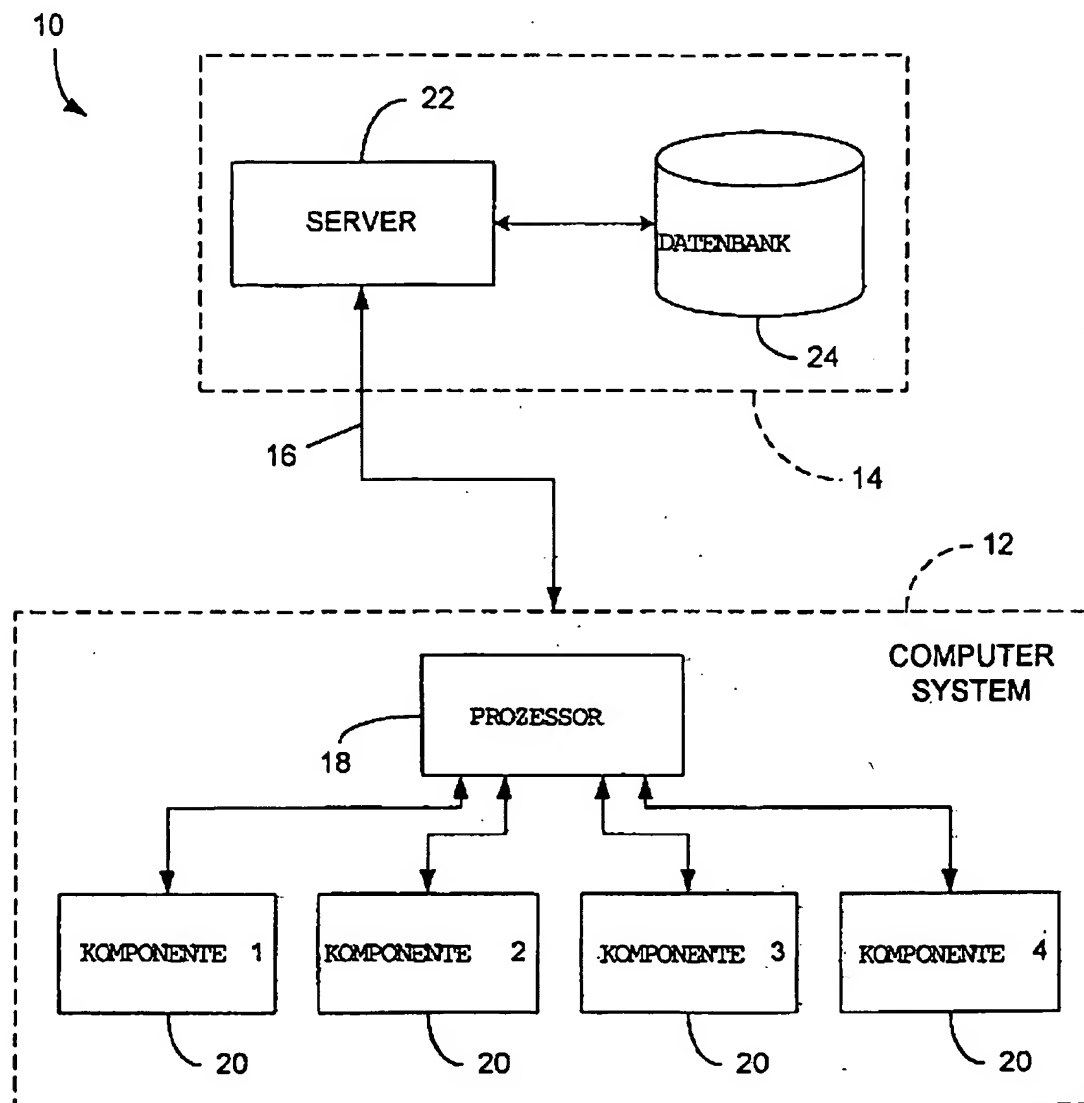 10
22
SERVER
DATENBANK
24
16
14
12
COMPUTER
SYSTEM
PROZESSOR
18
KOMPONENTE 1
KOMPONENTE 2
KOMPONENTE 3
KOMPONENTE 4
20
20
20
20